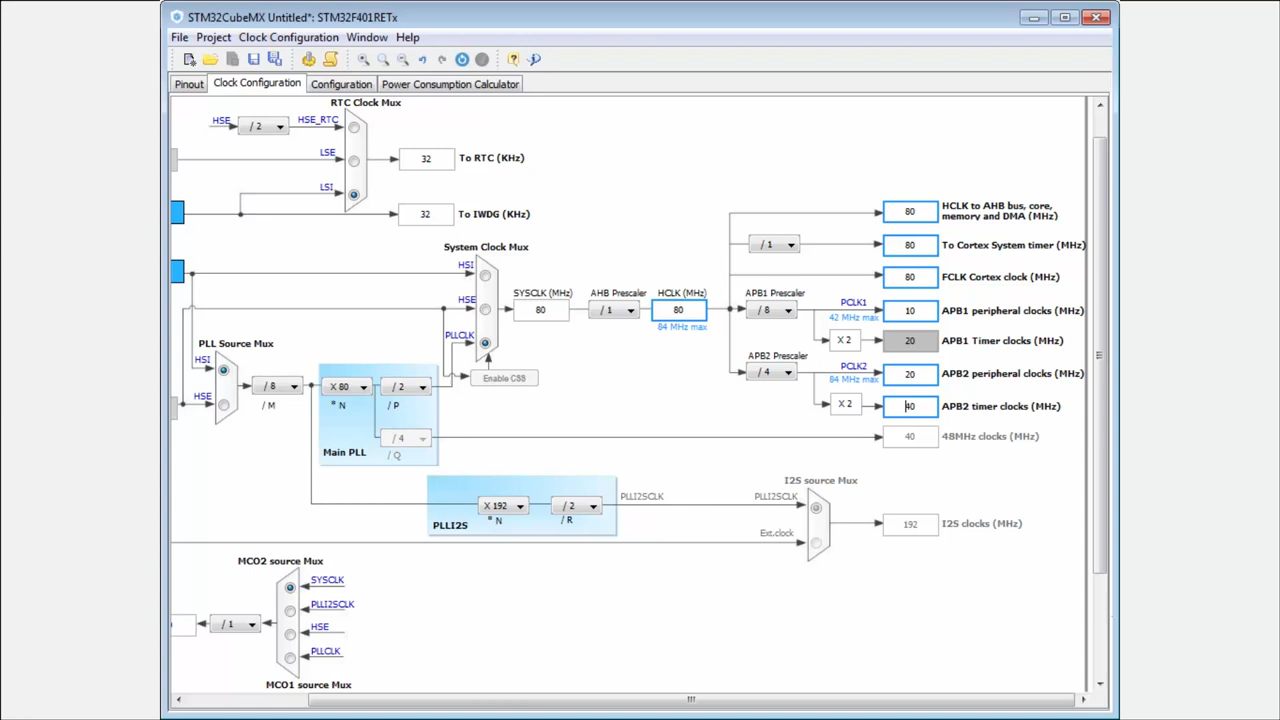 STM32CubeMX Untitled*: STM32F401RETx
File Project Clock Configuration Window Help
Pinout Clock Configuration Configuration Power Consumption Calculator
RTC Clock Mux
HSE / 2 HSE_RTC
LSE 32 To RTC (KHz)
LSI
32 To IWDG (KHz)
System Clock Mux
HSI
HSE
PLLCLK
SYSCLK (MHz) AHB Prescaler HCLK (MHz) APB1 Prescaler
80 / 1 80 / 8
84 MHz max
Enable CSS
80 HCLK to AHB bus, core,
memory and DMA (MHz)
/ 1 80 To Cortex System timer (MHz)
80 FCLK Cortex clock (MHz)
PCLK1 10 APB1 peripheral clocks (MHz)
42 MHz max
X 2 20 APB1 Timer clocks (MHz)
APB2 Prescaler
/ 4 PCLK2 20 APB2 peripheral clocks (MHz)
84 MHz max
X 2 40 APB2 timer clocks (MHz)
40 48MHz clocks (MHz)
PLL Source Mux
HSI
HSE
/ 8
/ M
X 80 / 2
* N / P
/ 4
/ Q
Main PLL
X 192 / 2
* N / R
PLLI2S
PLLI2SCLK PLLI2SCLK
I2S source Mux
Ext.clock
192 I2S clocks (MHz)
MCO2 source Mux
SYSCLK
PLLI2SCLK
HSE
PLLCLK
/ 1
MCO1 source Mux